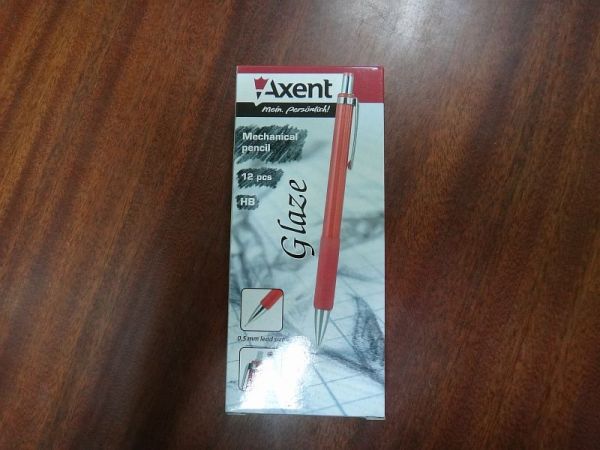 Axent
Mein. Persönlich!
Mechanical
pencil
12 pcs
HB
Glaze
0,5 mm lead size